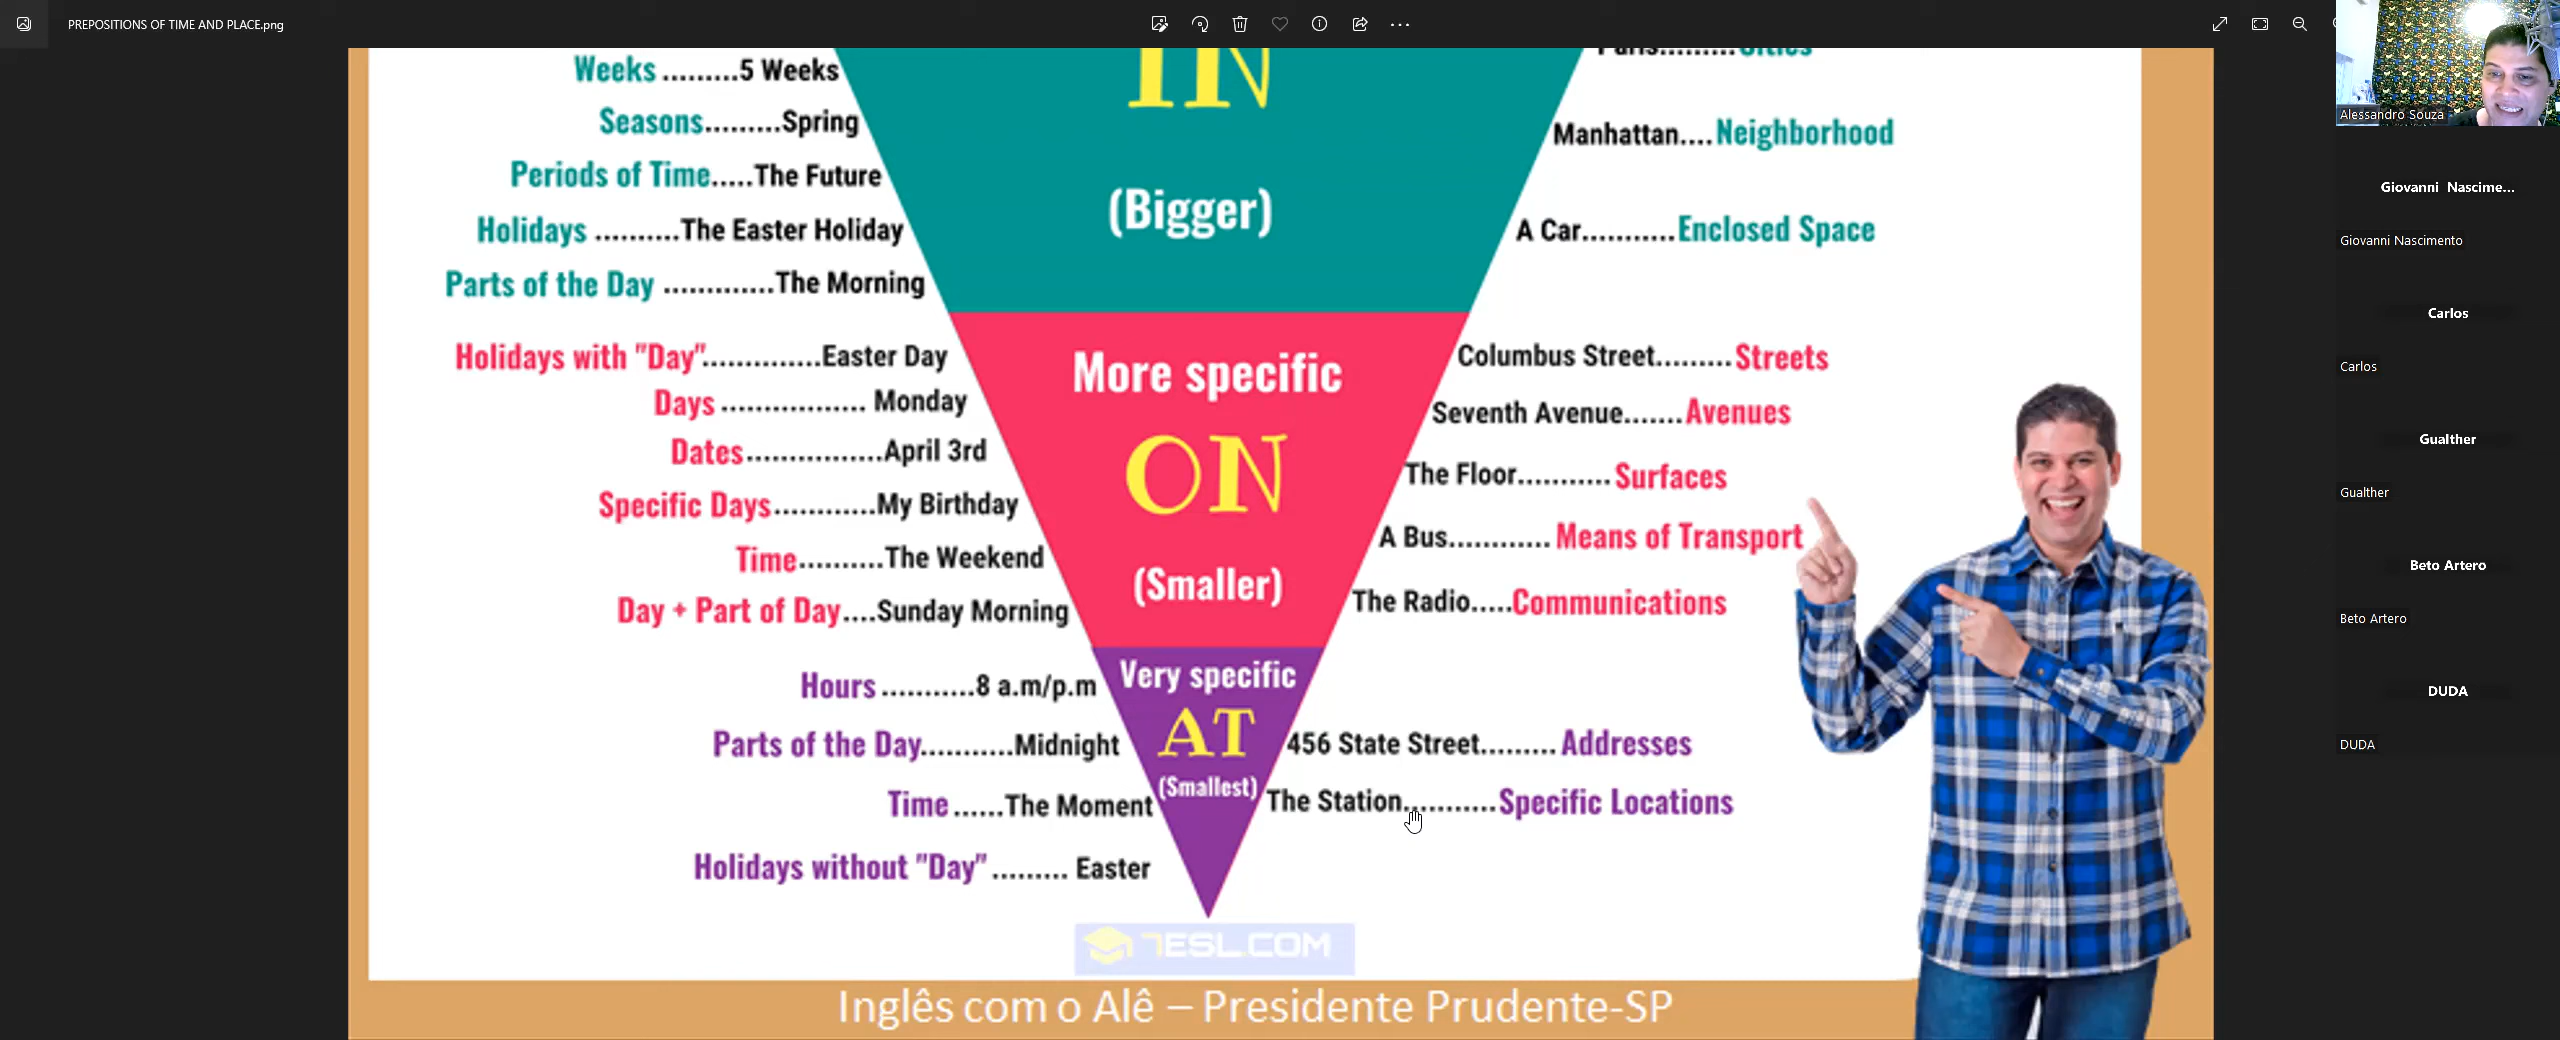 PREPOSITIONS OF TIME AND PLACE.png
IN
(Bigger)
Weeks .........5 Weeks
Seasons.........Spring
Periods of Time.....The Future
Holidays ..........The Easter Holiday
Parts of the Day .............The Morning
Paris.........Cities
Manhattan....Neighborhood
A Car...........Enclosed Space
More specific
ON
(Smaller)
Holidays with "Day"..............Easter Day
Days ................. Monday
Dates................April 3rd
Specific Days............My Birthday
Time..........The Weekend
Day + Part of Day....Sunday Morning
Columbus Street.........Streets
Seventh Avenue.......Avenues
The Floor...........Surfaces
A Bus............Means of Transport
The Radio.....Communications
Very specific
AT
(Smallest)
Hours ...........8 a.m/p.m
Parts of the Day...........Midnight
Time ......The Moment
Holidays without "Day"......... Easter
456 State Street.........Addresses
The Station...........Specific Locations
7ESL.COM
Inglês com o Alê – Presidente Prudente-SP
Alessandro Souza
Giovanni Nascime...
Giovanni Nascimento
Carlos
Carlos
Gualther
Gualther
Beto Artero
Beto Artero
DUDA
DUDA